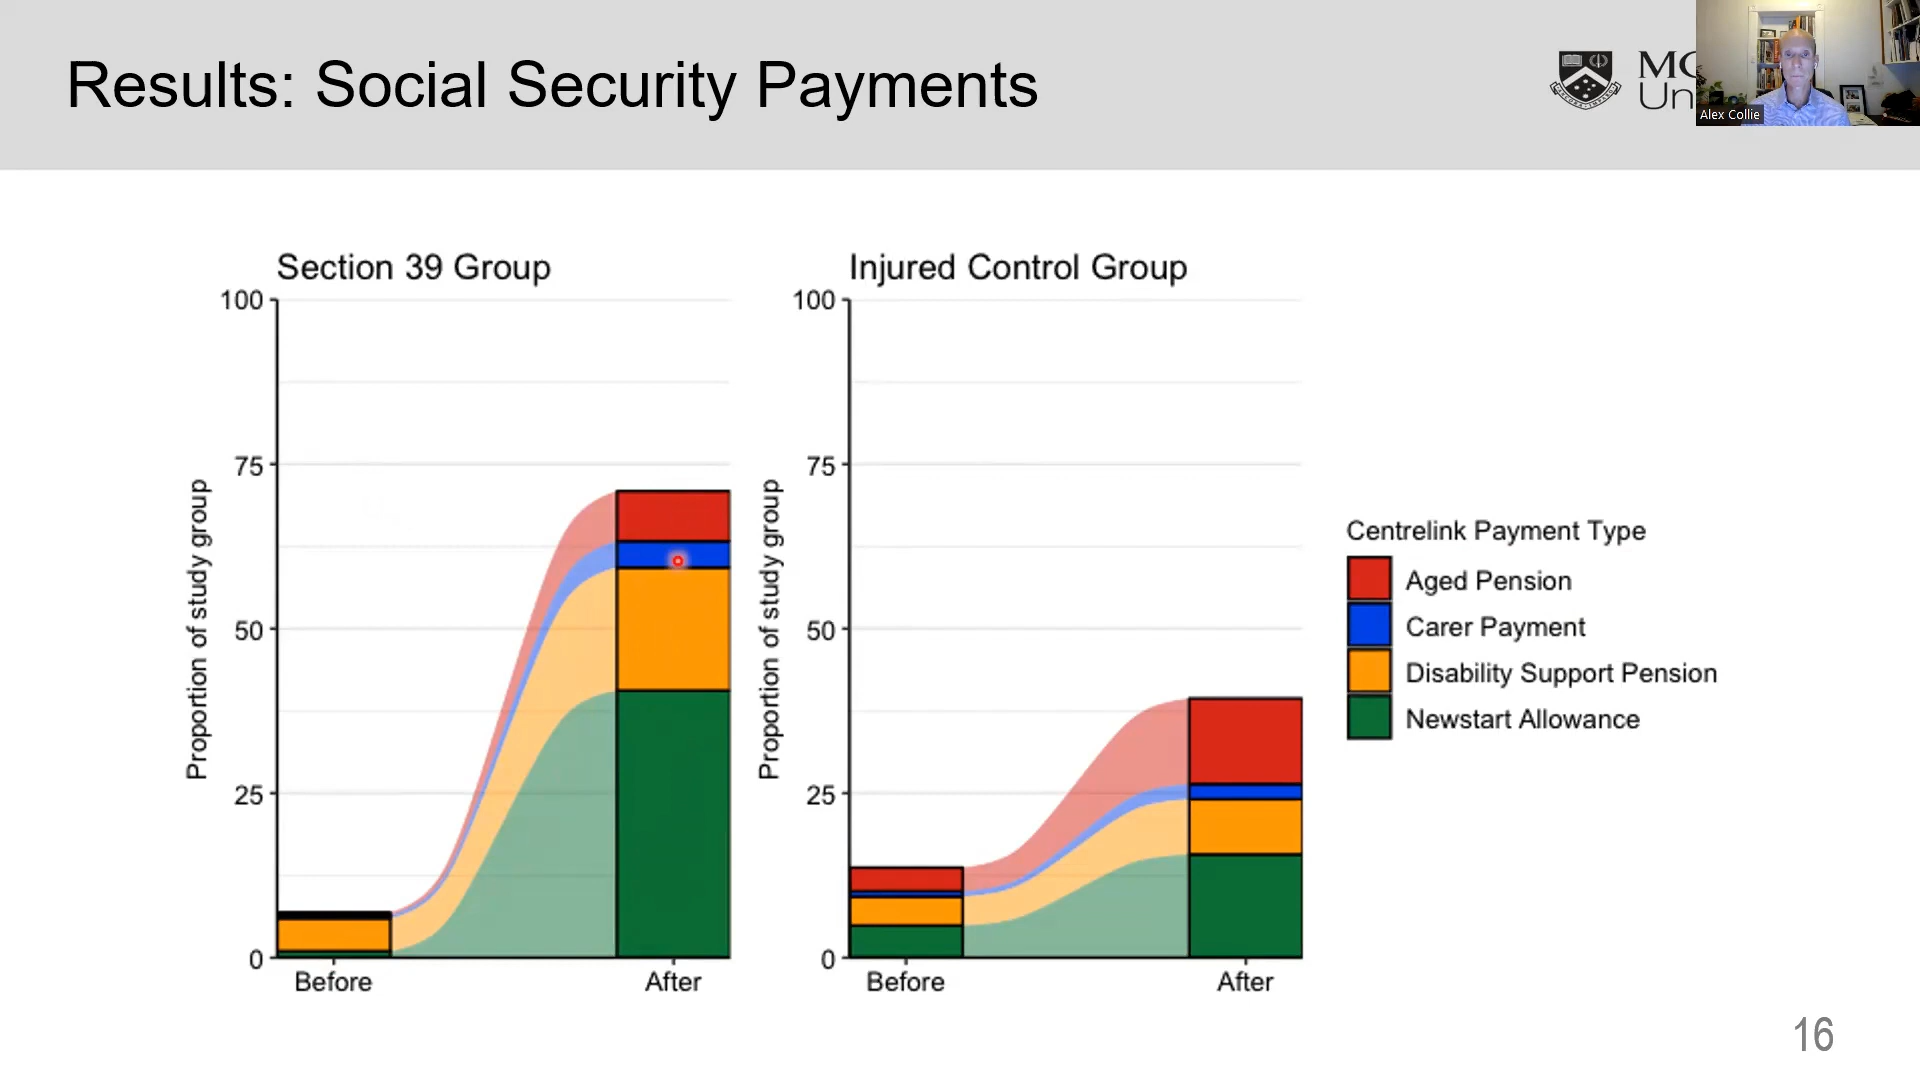 Results: Social Security Payments
Alex Collie
Section 39 Group
100
75
50
25
0
Proportion of study group
Before
After
Injured Control Group
100
75
50
25
0
Proportion of study group
Before
After
Centrelink Payment Type
Aged Pension
Carer Payment
Disability Support Pension
Newstart Allowance
16